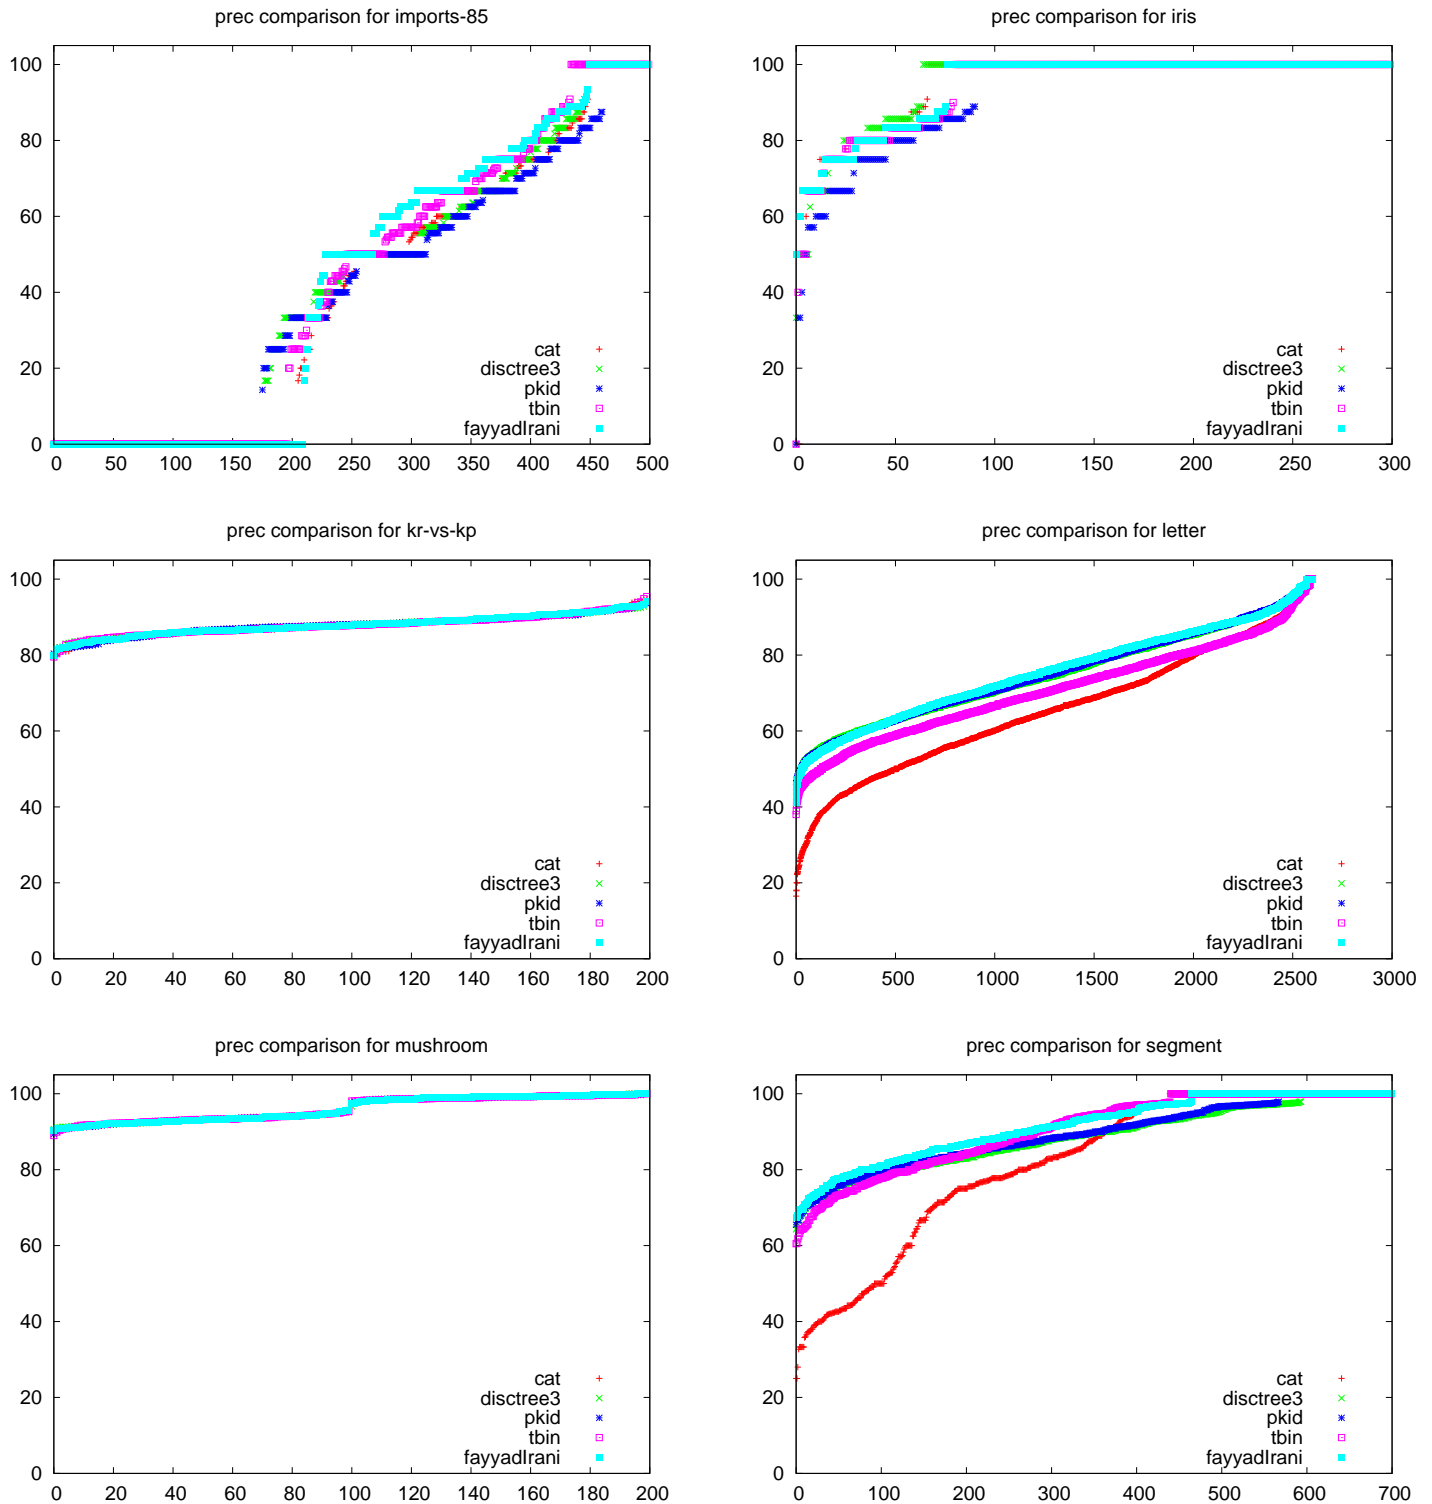 prec comparison for imports-85
100
80
60
40
20
0
cat
disctree3
pkid
tbin
fayyadIrani
0 50 100 150 200 250 300 350 400 450 500
prec comparison for iris
100
80
60
40
20
0
cat
disctree3
pkid
tbin
fayyadIrani
0 50 100 150 200 250 300
prec comparison for kr-vs-kp
100
80
60
40
20
0
cat
disctree3
pkid
tbin
fayyadIrani
0 20 40 60 80 100 120 140 160 180 200
prec comparison for letter
100
80
60
40
20
0
cat
disctree3
pkid
tbin
fayyadIrani
0 500 1000 1500 2000 2500 3000
prec comparison for mushroom
100
80
60
40
20
0
cat
disctree3
pkid
tbin
fayyadIrani
0 20 40 60 80 100 120 140 160 180 200
prec comparison for segment
100
80
60
40
20
0
cat
disctree3
pkid
tbin
fayyadIrani
0 100 200 300 400 500 600 700